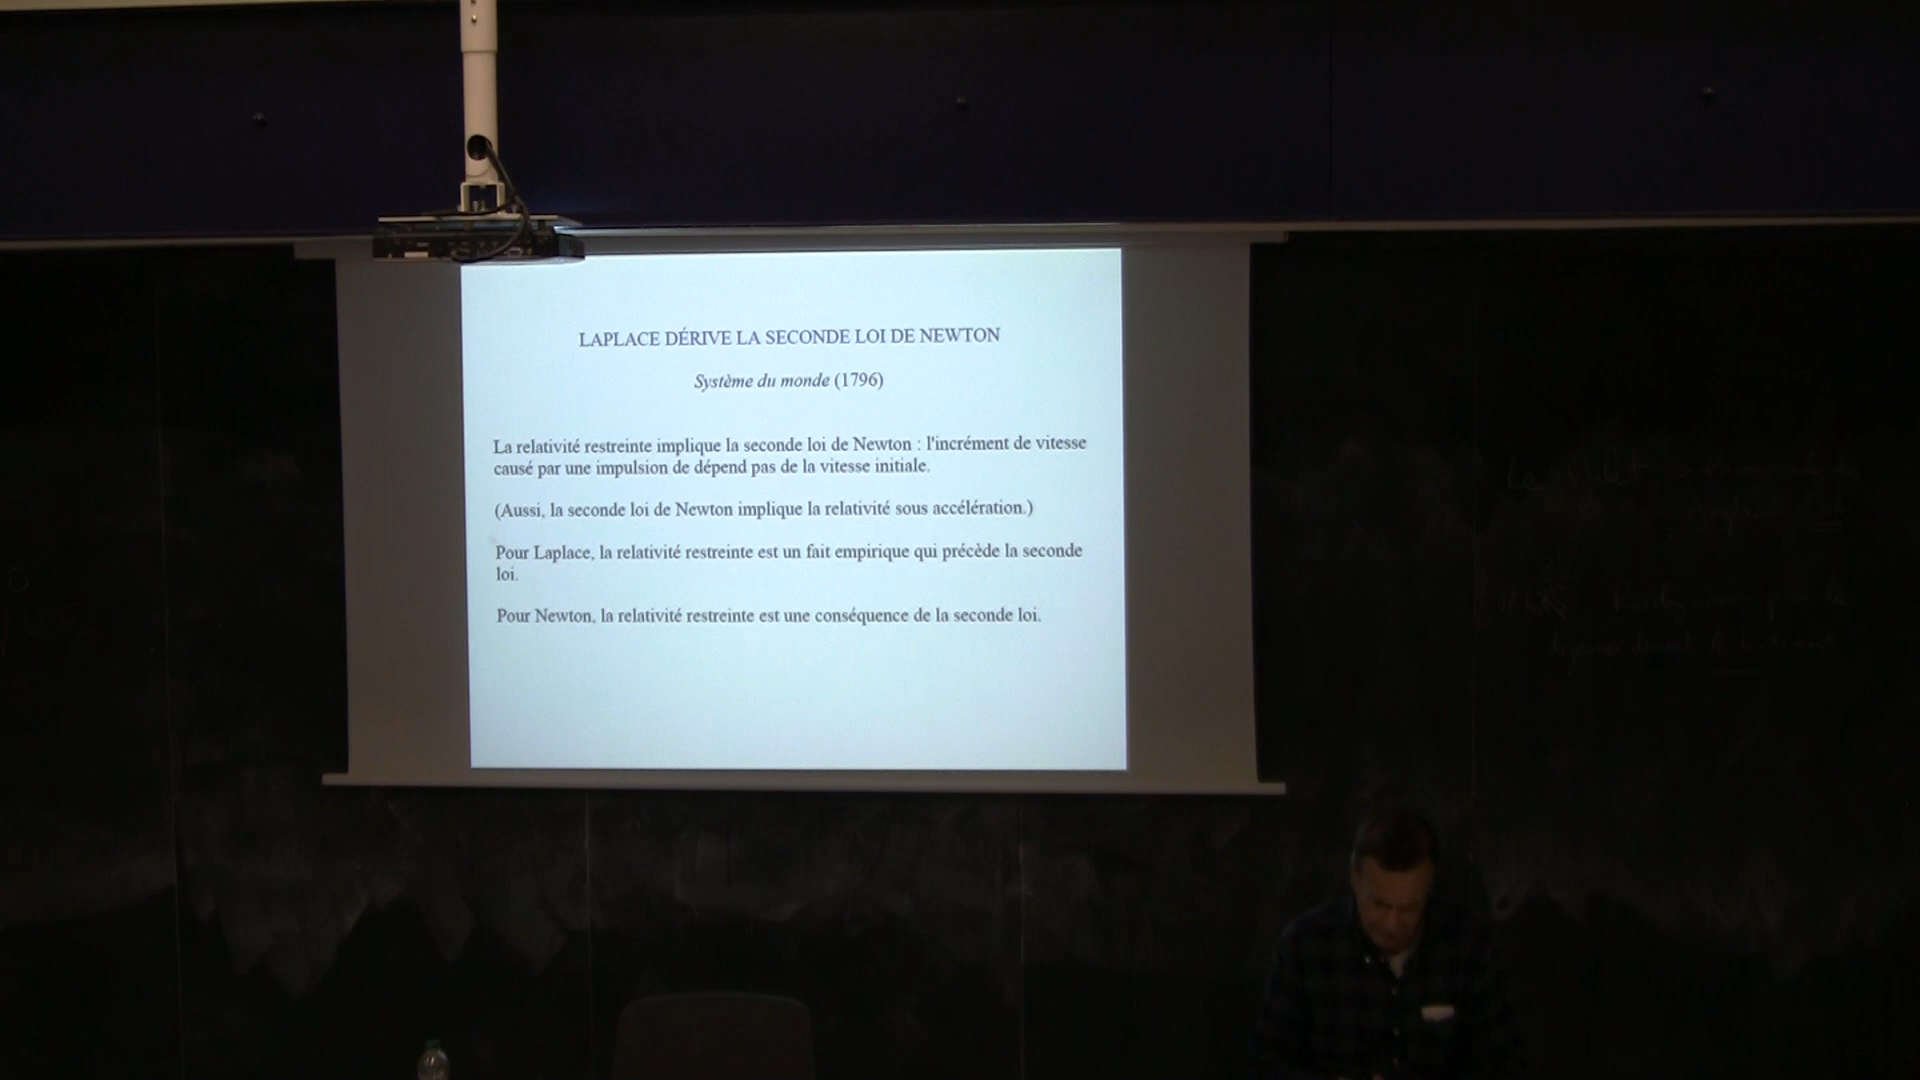 LAPLACE DÉRIVE LA SECONDE LOI DE NEWTON
Système du monde (1796)
La relativité restreinte implique la seconde loi de Newton : l'incrément de vitesse
causé par une impulsion de dépend pas de la vitesse initiale.
(Aussi, la seconde loi de Newton implique la relativité sous accélération.)
Pour Laplace, la relativité restreinte est un fait empirique qui précède la seconde
loi.
Pour Newton, la relativité restreinte est une conséquence de la seconde loi.